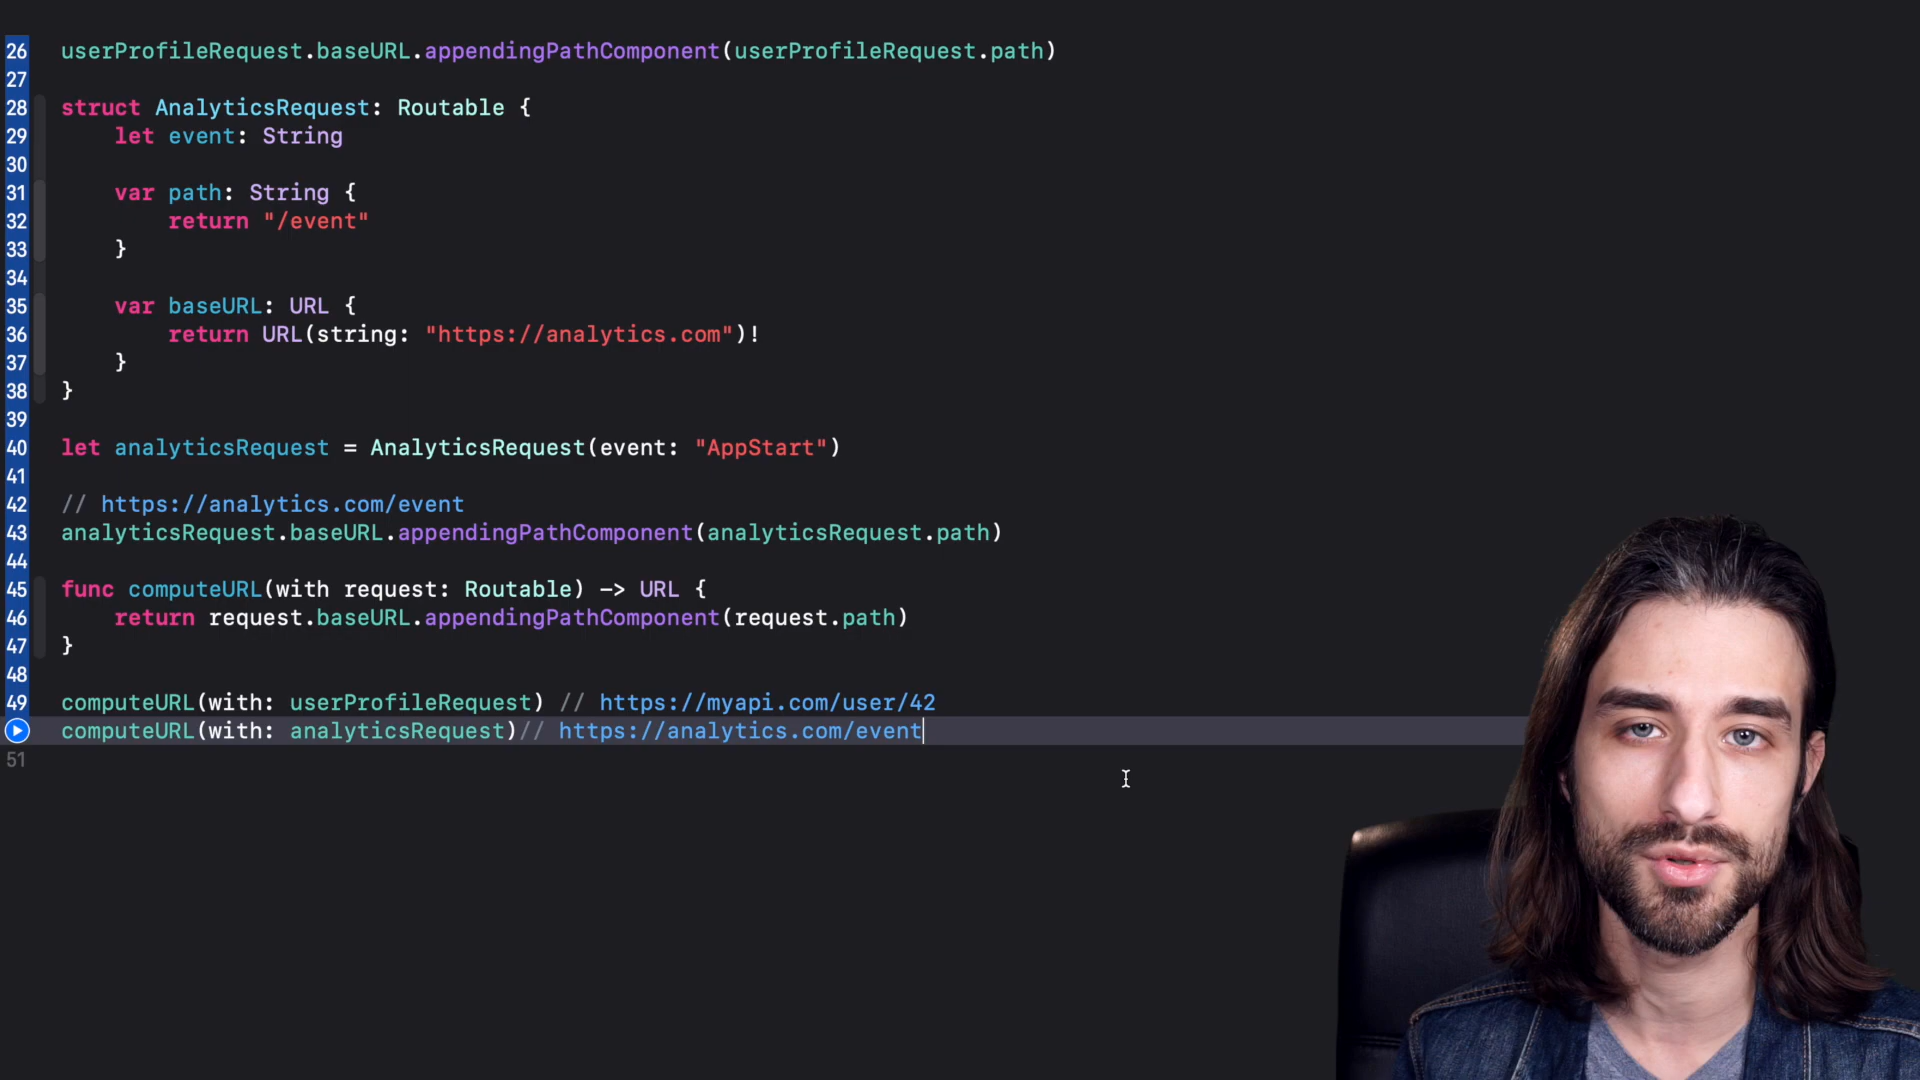 26 userProfileRequest.baseURL.appendingPathComponent(userProfileRequest.path)
27
28 struct AnalyticsRequest: Routable {
29 let event: String
30
31 var path: String {
32 return "/event"
33 }
34
35 var baseURL: URL {
36 return URL(string: "https://analytics.com")!
37 }
38 }
39
40 let analyticsRequest = AnalyticsRequest(event: "AppStart")
41
42 // https://analytics.com/event
43 analyticsRequest.baseURL.appendingPathComponent(analyticsRequest.path)
44
45 func computeURL(with request: Routable) -> URL {
46 return request.baseURL.appendingPathComponent(request.path)
47 }
48
49 computeURL(with: userProfileRequest) // https://myapi.com/user/42
computeURL(with: analyticsRequest)// https://analytics.com/event
51